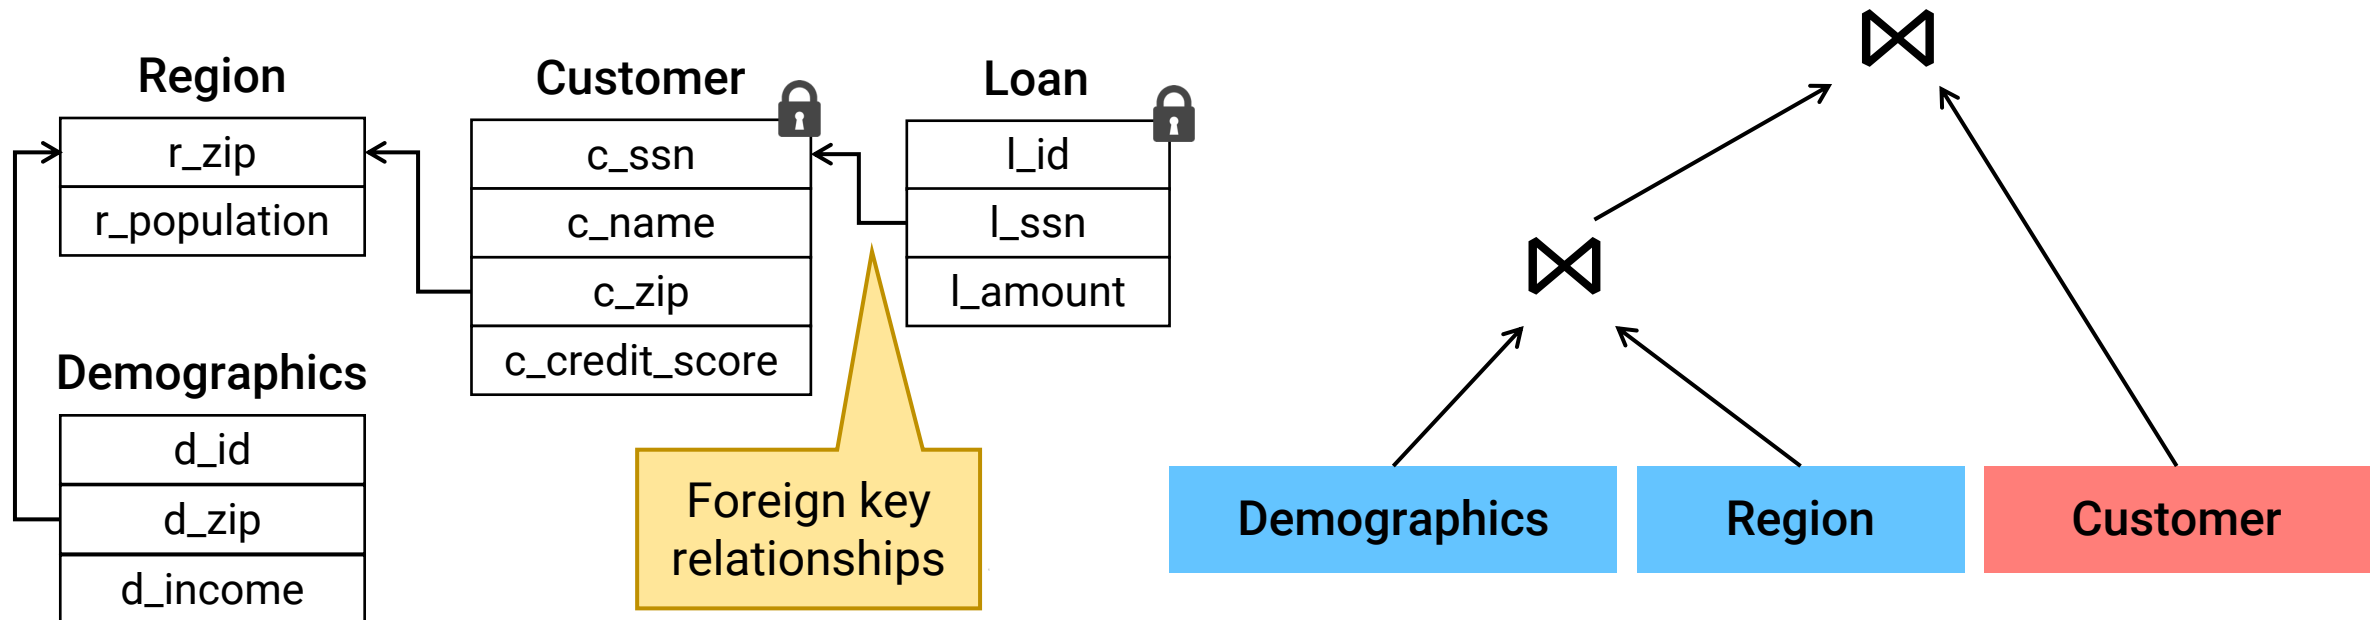 Region
r_zip
r_population
Demographics
d_id
d_zip
d_income
Customer
c_ssn
c_name
c_zip
c_credit_score
Loan
l_id
l_ssn
l_amount
Foreign key
relationships
Demographics
Region
Customer